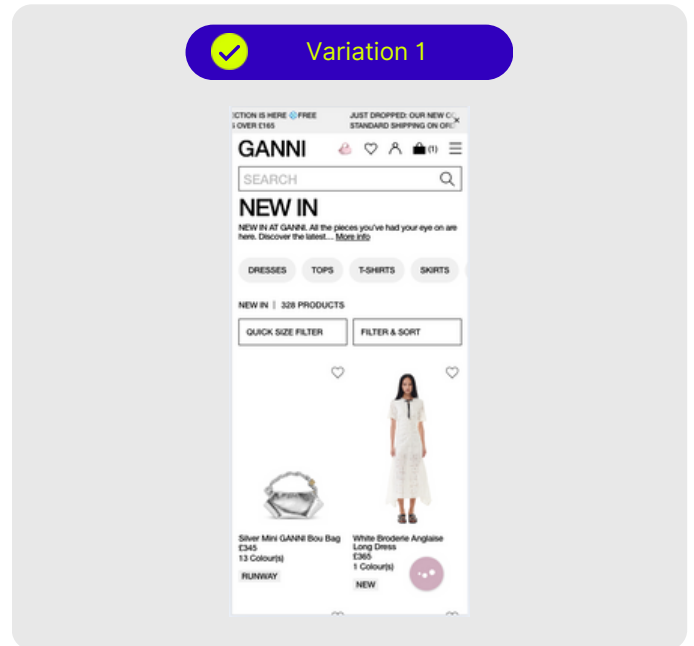 Variation 1
CTION IS HERE FREE
JUST DROPPED: OUR NEW
OVER £165
STANDARD SHIPPING ON
GANNI
(1)
SEARCH
NEW IN
NEW IN AT GANNI. All the pieces you've had your eye on are
here. Discover the latest.... More info
DRESSES
TOPS
T-SHIRTS
SKIRTS
NEW IN | 328 PRODUCTS
QUICK SIZE FILTER
FILTER & SORT
Silver Mini GANNI Bou Bag
£345
13 Colour(s)
RUNWAY
White Broderie Anglaise
Long Dress
£365
1 Colour(s)
NEW